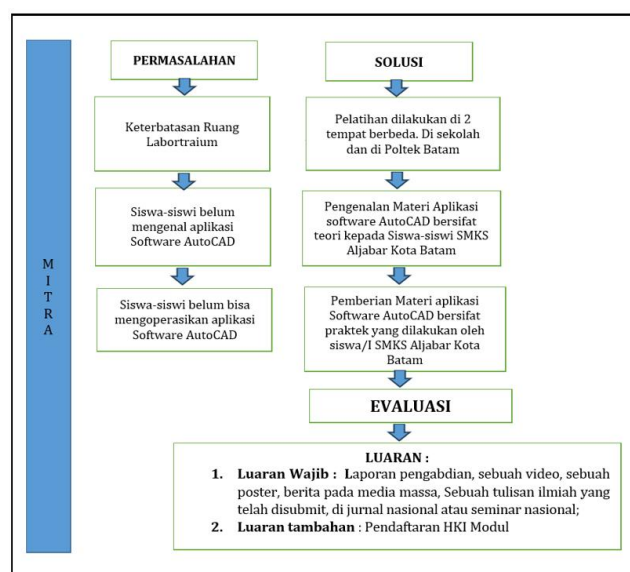 M
I
T
R
A
PERMASALAHAN
Keterbatasan Ruang
Labortraium
Siswa-siswi belum
mengenal aplikasi
Software AutoCAD
Siswa-siswi belum bisa
mengoperasikan aplikasi
Software AutoCAD
SOLUSI
Pelatihan dilakukan di 2
tempat berbeda. Di sekolah
dan di Poltek Batam
Pengenalan Materi Aplikasi
software AutoCAD bersifat
teori kepada Siswa-siswi SMKS
Aljabar Kota Batam
Pemberian Materi aplikasi
Software AutoCAD bersifat
praktek yang dilakukan oleh
siswa/I SMKS Aljabar Kota
Batam
EVALUASI
LUARAN :
1. Luaran Wajib : Laporan pengabdian, sebuah video, sebuah
poster, berita pada media massa, Sebuah tulisan ilmiah yang
telah disubmit, di jurnal nasional atau seminar nasional;
2. Luaran tambahan : Pendaftaran HKI Modul